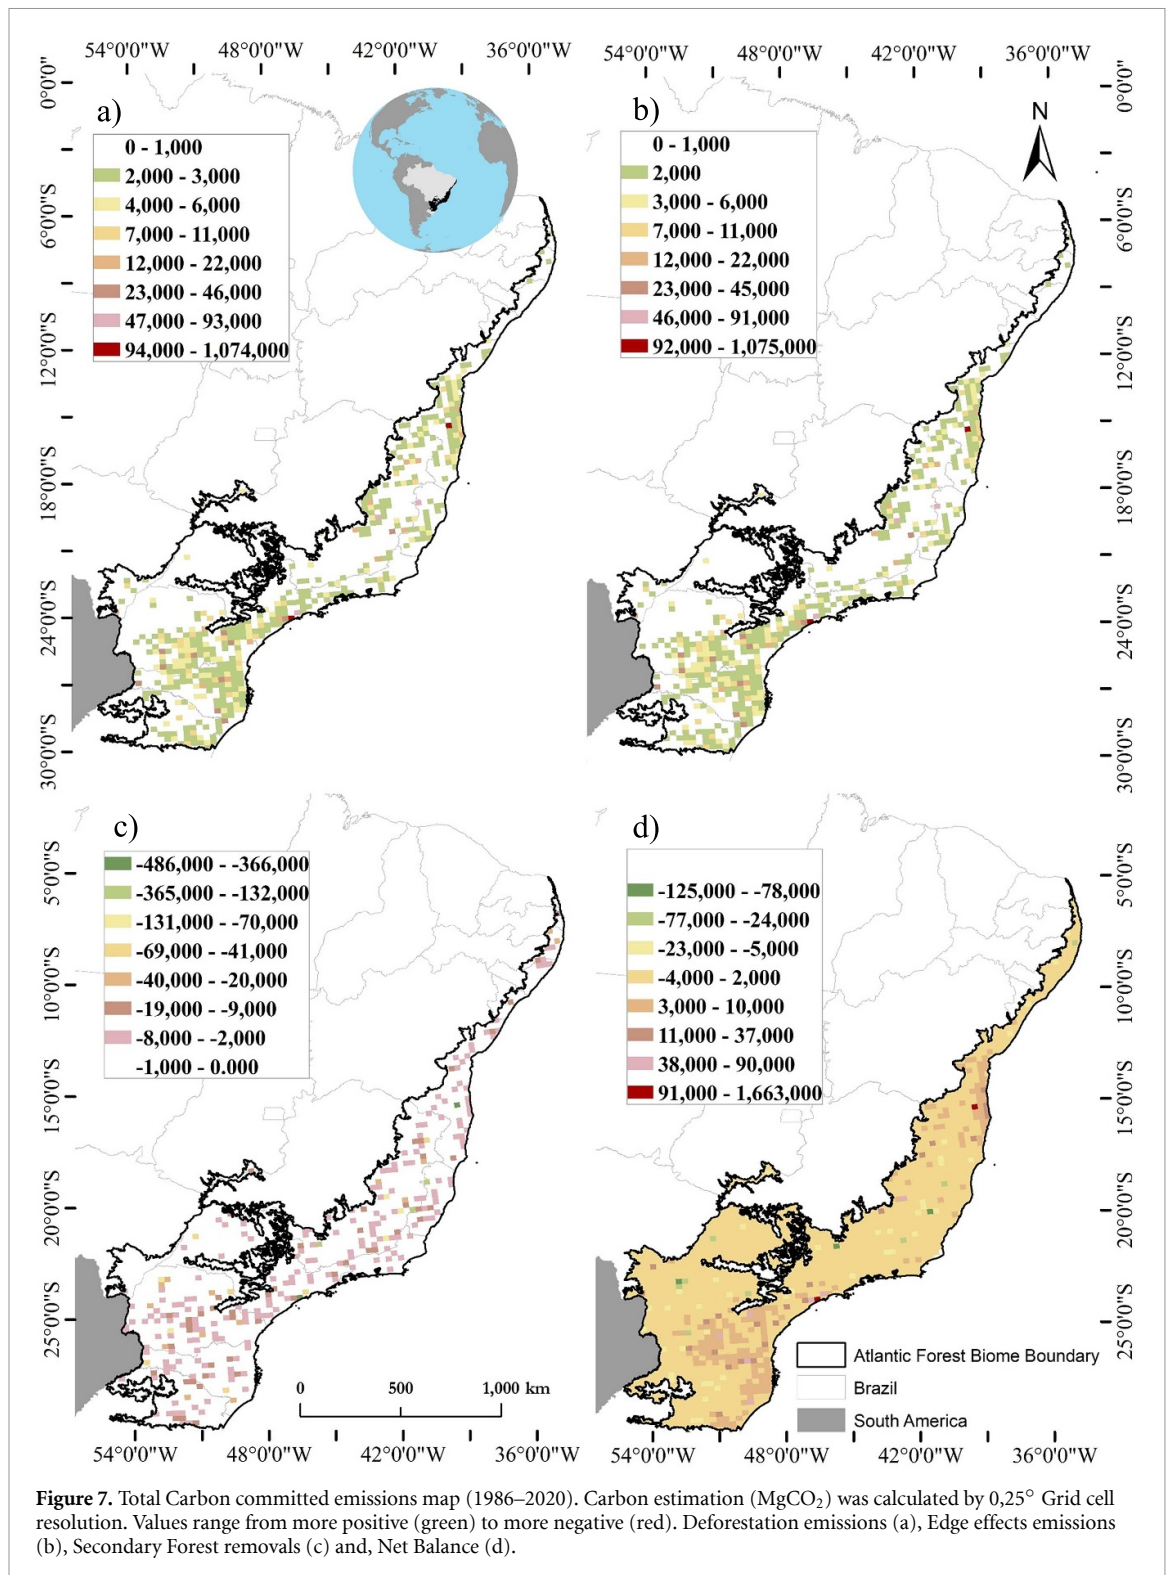 54°0'0"W 48°0'0"W 42°0'0"W 36°0'0"W
54°0'0"W 48°0'0"W 42°0'0"W 36°0'0"W
a)
0 - 1,000
2,000 - 3,000
4,000 - 6,000
7,000 - 11,000
12,000 - 22,000
23,000 - 46,000
47,000 - 93,000
94,000 - 1,074,000
0°0'0"
6°0'0"S
12°0'0"S
18°0'0"S
24°0'0"S
30°0'0"S
b)
N
0 - 1,000
2,000
3,000 - 6,000
7,000 - 11,000
12,000 - 22,000
23,000 - 45,000
46,000 - 91,000
92,000 - 1,075,000
0°0'0"
6°0'0"S
12°0'0"S
18°0'0"S
24°0'0"S
30°0'0"S
c)
-486,000 - -366,000
-365,000 - -132,000
-131,000 - -70,000
-69,000 - -41,000
-40,000 - -20,000
-19,000 - -9,000
-8,000 - -2,000
-1,000 - 0.000
5°0'0"S
10°0'0"S
15°0'0"S
20°0'0"S
25°0'0"S
0 500 1,000 km
d)
-125,000 - -78,000
-77,000 - -24,000
-23,000 - -5,000
-4,000 - 2,000
3,000 - 10,000
11,000 - 37,000
38,000 - 90,000
91,000 - 1,663,000
5°0'0"S
10°0'0"S
15°0'0"S
20°0'0"S
25°0'0"S
Atlantic Forest Biome Boundary
Brazil
South America
54°0'0"W 48°0'0"W 42°0'0"W 36°0'0"W
54°0'0"W 48°0'0"W 42°0'0"W 36°0'0"W
Figure 7. Total Carbon committed emissions map (1986–2020). Carbon estimation (MgCO₂) was calculated by 0,25° Grid cell
resolution. Values range from more positive (green) to more negative (red). Deforestation emissions (a), Edge effects emissions
(b), Secondary Forest removals (c) and, Net Balance (d).